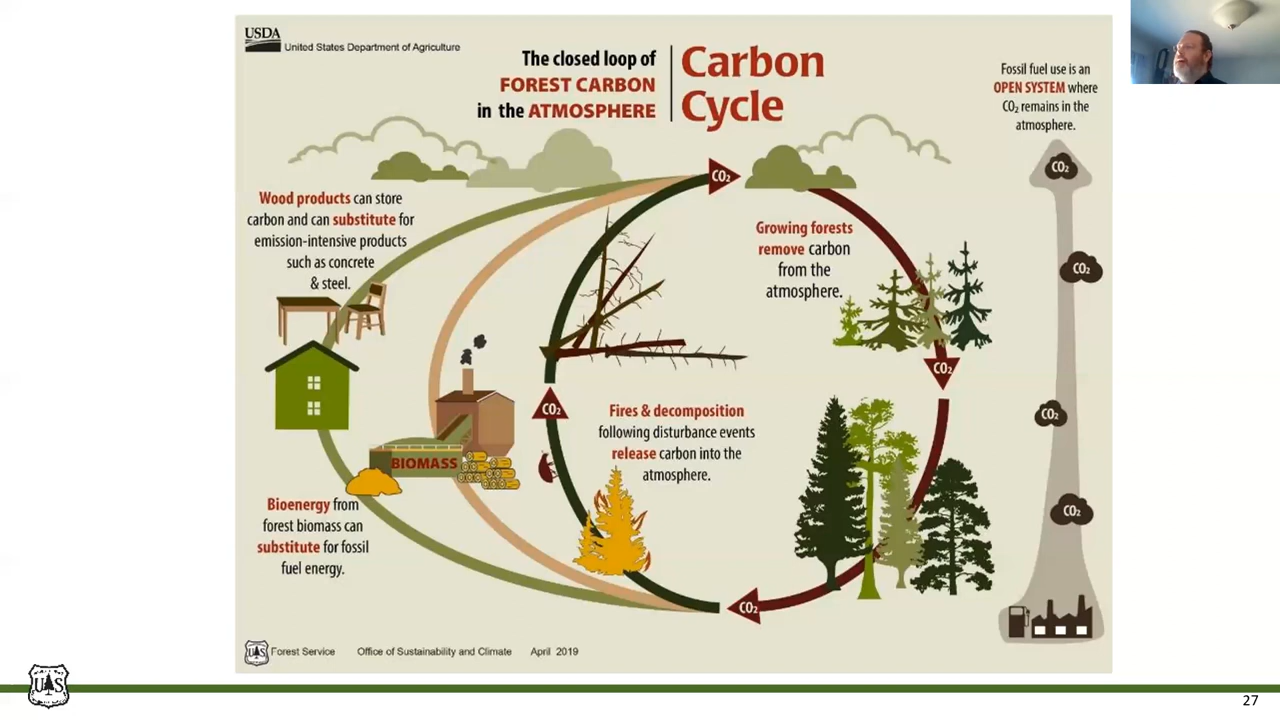 USDA
United States Department of Agriculture
The closed loop of
FOREST CARBON
in the ATMOSPHERE
Carbon
Cycle
Fossil fuel use is an
OPEN SYSTEM where
CO₂ remains in the
atmosphere.
CO₂
CO₂
CO₂
CO₂
CO₂
Wood products can store
carbon and can substitute for
emission-intensive products
such as concrete
& steel.
Growing forests
remove carbon
from the
atmosphere.
CO₂
CO₂
Fires & decomposition
following disturbance events
release carbon into the
atmosphere.
BIOMASS
Bioenergy from
forest biomass can
substitute for fossil
fuel energy.
CO₂
Forest Service
Office of Sustainability and Climate
April 2019
U S
U S
27